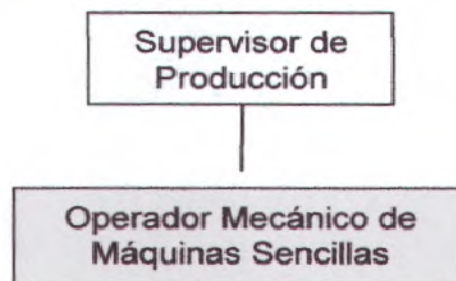 Supervisor de
Producción
Operador Mecánico de
Máquinas Sencillas